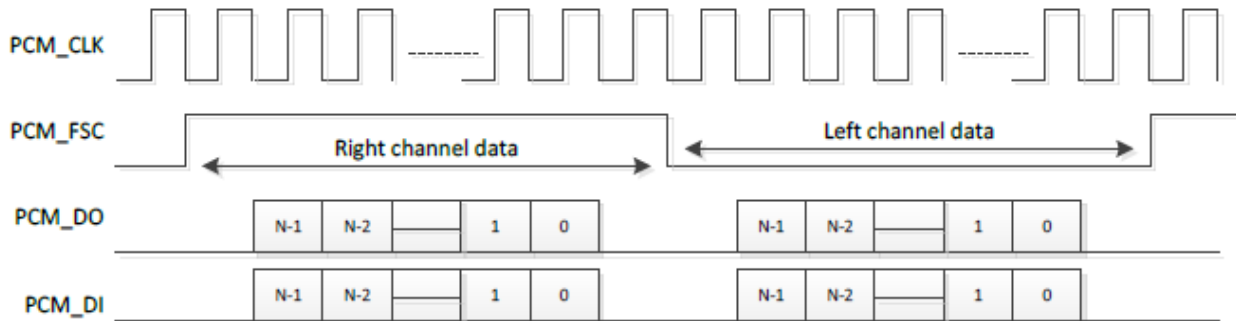 PCM_CLK
PCM_FSC
Right channel data
Left channel data
PCM_DO
N-1 N-2 1 0 N-1 N-2 1 0
PCM_DI
N-1 N-2 1 0 N-1 N-2 1 0